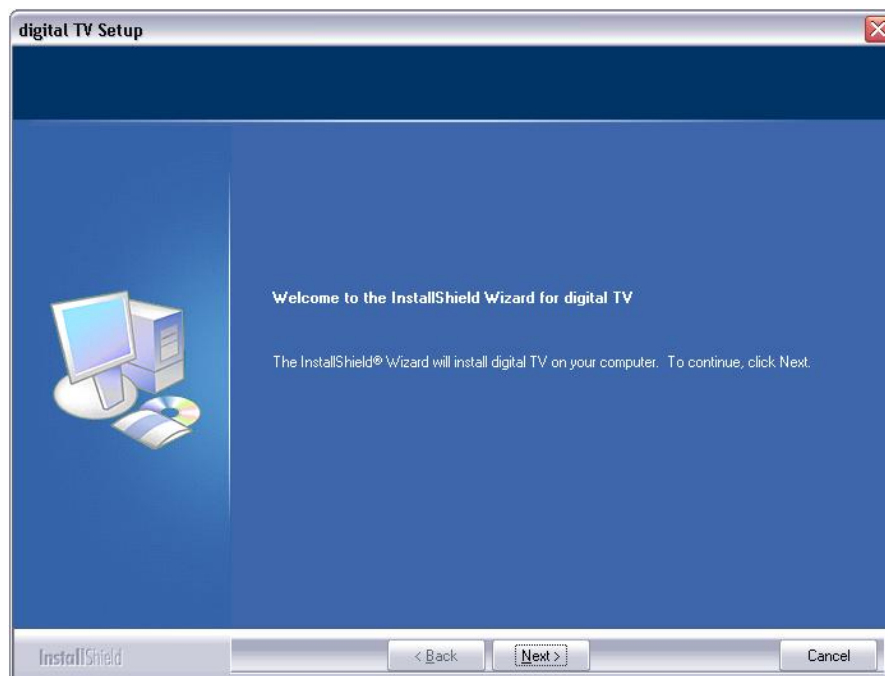 digital TV Setup
Welcome to the InstallShield Wizard for digital TV
The InstallShield® Wizard will install digital TV on your computer. To continue, click Next.
InstallShield
< Back
Next >
Cancel